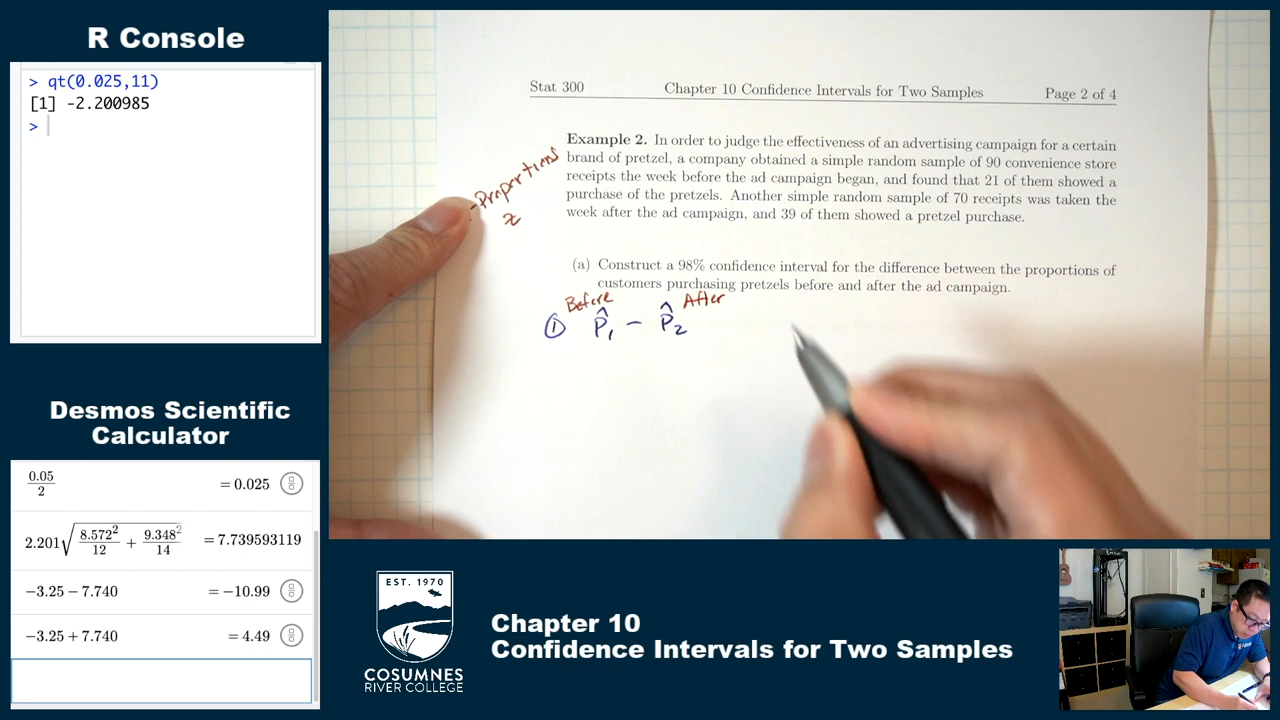 R Console
> qt(0.025,11)
[1] -2.200985
>
Desmos Scientific
Calculator
0.05/2 = 0.025
2.201√(8.572²/12 + 9.348²/14) = 7.739593119
−3.25 − 7.740 = −10.99
−3.25 + 7.740 = 4.49
Stat 300 Chapter 10 Confidence Intervals for Two Samples Page 2 of 4
Example 2. In order to judge the effectiveness of an advertising campaign for a certain
brand of pretzel, a company obtained a simple random sample of 90 convenience store
receipts the week before the ad campaign began, and found that 21 of them showed a
purchase of the pretzels. Another simple random sample of 70 receipts was taken the
week after the ad campaign, and 39 of them showed a pretzel purchase.
-Proportions
z
(a) Construct a 98% confidence interval for the difference between the proportions of
customers purchasing pretzels before and after the ad campaign.
Before After
① p̂₁ − p̂₂
EST. 1970
COSUMNES
RIVER COLLEGE
Chapter 10
Confidence Intervals for Two Samples